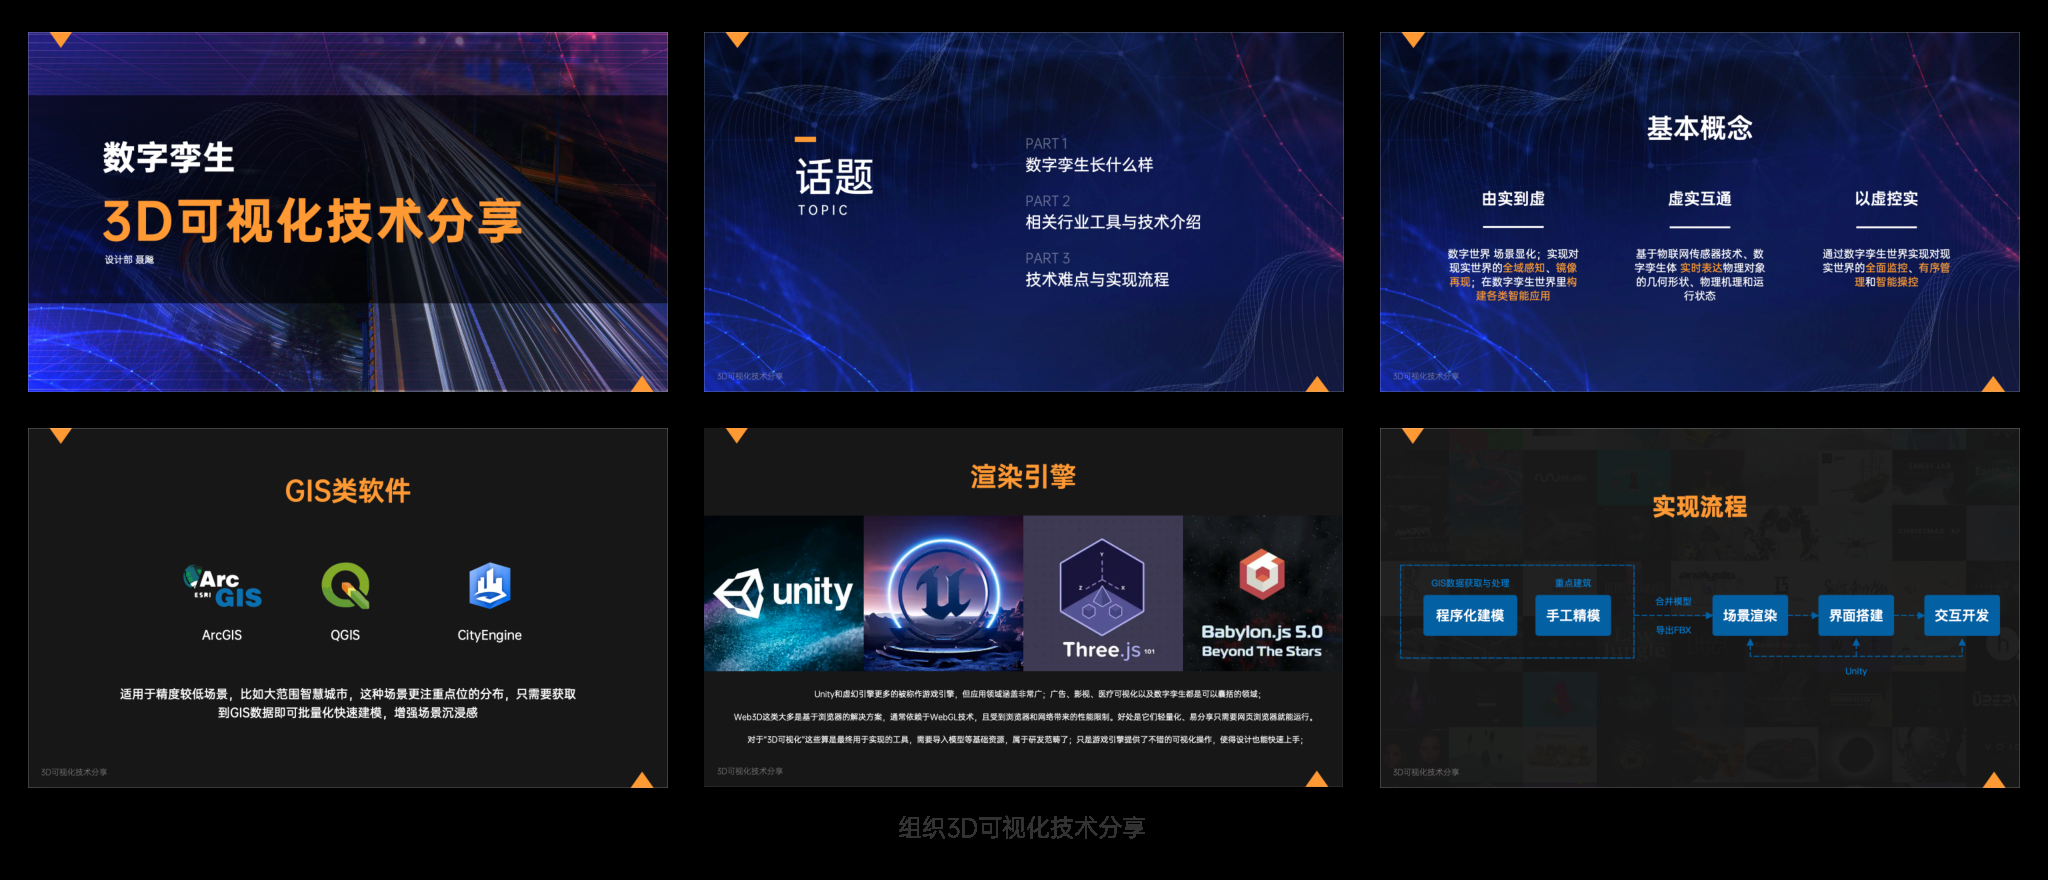 数字孪生
3D可视化技术分享
设计部 聂飚
话题
TOPIC
PART 1
数字孪生长什么样
PART 2
相关行业工具与技术介绍
PART 3
技术难点与实现流程
3D可视化技术分享
基本概念
由实到虚
数字世界 场景显化；实现对
现实世界的全域感知、镜像
再现；在数字孪生世界里构
建各类智能应用
虚实互通
基于物联网传感器技术、数
字孪生体 实时表达物理对象
的几何形状、物理机理和运
行状态
以虚控实
通过数字孪生世界实现对现
实世界的全面监控、有序管
理和智能操控
3D可视化技术分享
GIS类软件
Arc
ESRI GIS
ArcGIS
QGIS
CityEngine
适用于精度较低场景，比如大范围智慧城市，这种场景更注重点位的分布，只需要获取
到GIS数据即可批量化快速建模，增强场景沉浸感
3D可视化技术分享
渲染引擎
unity
Y
Z X
Three.js 101
Babylon.js 5.0
Beyond The Stars
Unity和虚幻引擎更多的被称作游戏引擎，但应用领域涵盖非常广；广告、影视、医疗可视化以及数字孪生都是可以囊括的领域；
Web3D这类大多是基于浏览器的解决方案，通常依赖于WebGL技术，且受到浏览器和网络带来的性能限制。好处是它们轻量化、易分享只需要网页浏览器就能运行。
对于"3D可视化"这些算是最终用于实现的工具，需要导入模型等基础资源，属于研发范畴了；只是游戏引擎提供了不错的可视化操作，使得设计也能快速上手；
3D可视化技术分享
实现流程
GIS数据获取与处理
重点建筑
程序化建模
手工精模
合并模型
导出FBX
场景渲染
界面搭建
交互开发
Unity
3D可视化技术分享
组织3D可视化技术分享